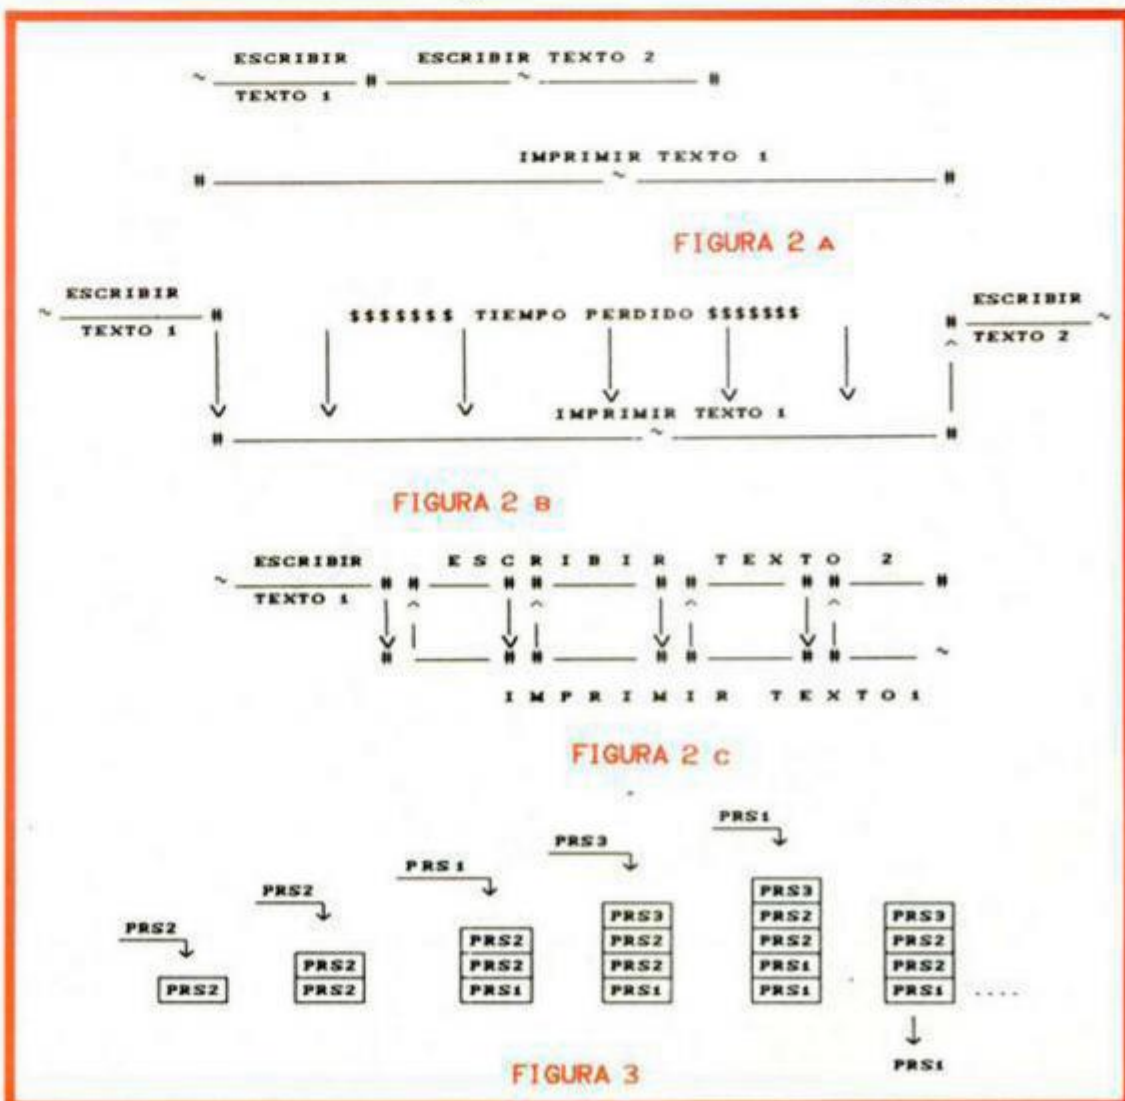 ESCRIBIR ESCRIBIR TEXTO 2
~ # ~ #
TEXTO 1
IMPRIMIR TEXTO 1
# ~ #
FIGURA 2 A
ESCRIBIR ESCRIBIR
~ # $$$$$$$ TIEMPO PERDIDO $$$$$$$ # ~
TEXTO 1 TEXTO 2
IMPRIMIR TEXTO 1
# ~ #
FIGURA 2 B
ESCRIBIR E S C R I B I R T E X T O 2
~ # # # # # # # # #
TEXTO 1
# # # # # # # ~
I M P R I M I R T E X T O 1
FIGURA 2 C
PRS1
PRS3
PRS1
PRS2
PRS2
PRS3
PRS3 PRS2 PRS3
PRS2 PRS2 PRS2 PRS2
PRS2 PRS2 PRS2 PRS1 PRS2
PRS2 PRS2 PRS1 PRS1 PRS1 PRS1 ....
PRS1
FIGURA 3